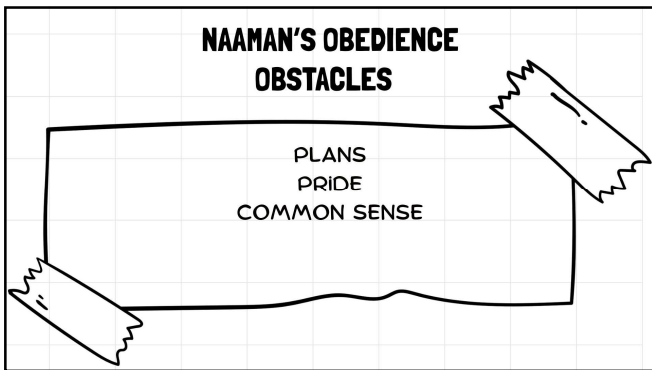 NAAMAN'S OBEDIENCE
OBSTACLES
PLANS
PRIDE
COMMON SENSE